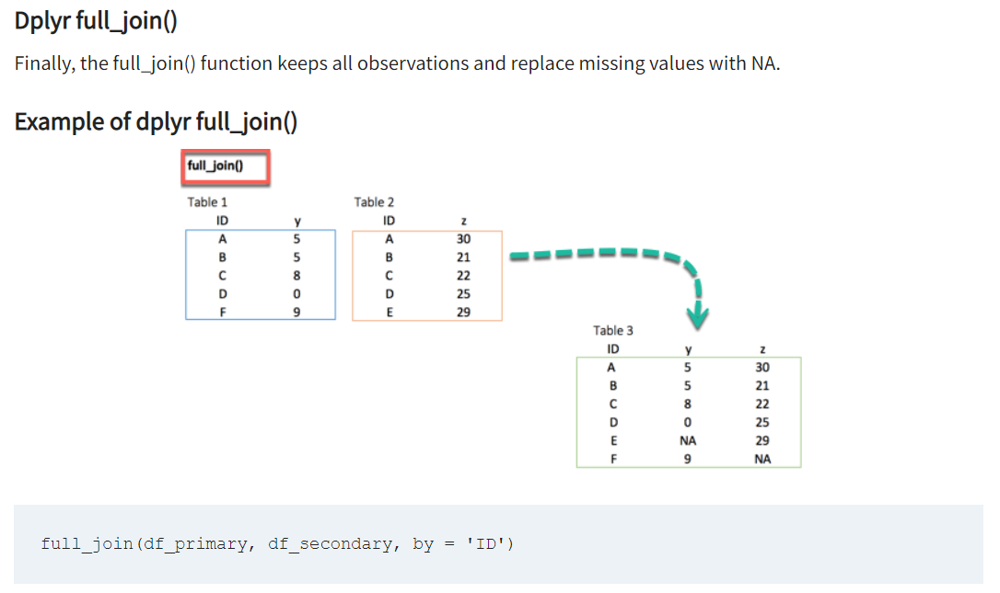 Dplyr full_join()
Finally, the full_join() function keeps all observations and replace missing values with NA.
Example of dplyr full_join()
full_join()
Table 1
ID y
A 5
B 5
C 8
D 0
F 9
Table 2
ID z
A 30
B 21
C 22
D 25
E 29
Table 3
ID y z
A 5 30
B 5 21
C 8 22
D 0 25
E NA 29
F 9 NA
full_join(df_primary, df_secondary, by = 'ID')